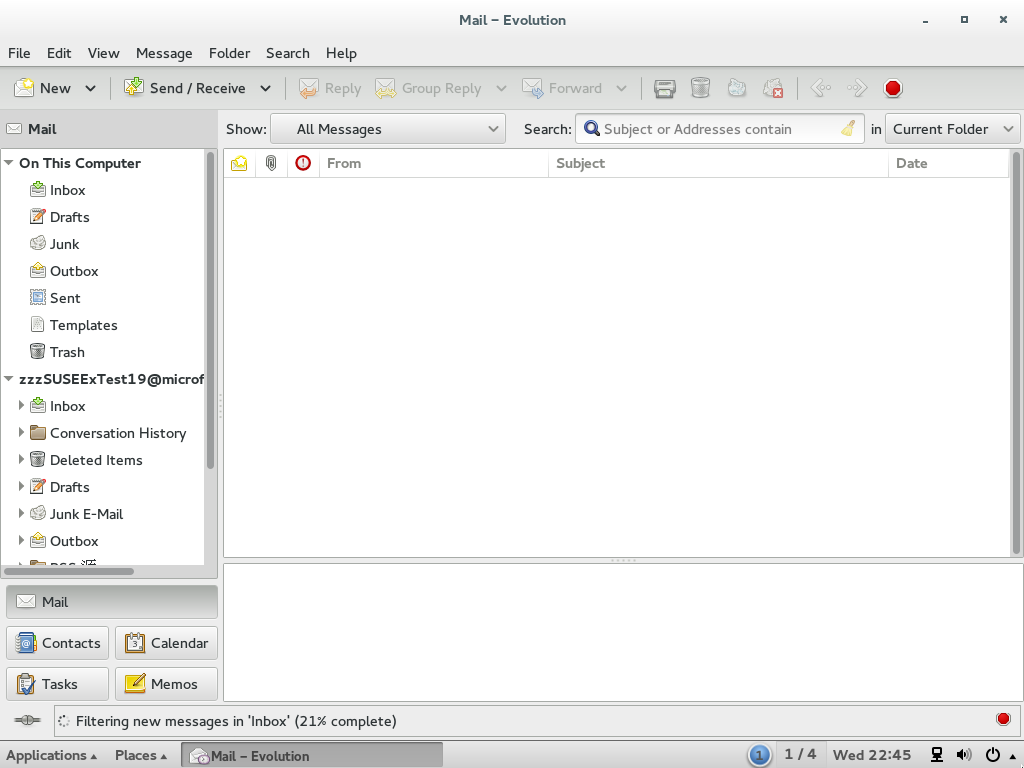 Mail – Evolution
File Edit View Message Folder Search Help
New Send / Receive Reply Group Reply Forward
Mail Show: All Messages Search: Subject or Addresses contain in Current Folder
From Subject Date
On This Computer
Inbox
Drafts
Junk
Outbox
Sent
Templates
Trash
zzzSUSEExTest19@microf
Inbox
Conversation History
Deleted Items
Drafts
Junk E-Mail
Outbox
RSS 源
Mail
Contacts Calendar
Tasks Memos
Filtering new messages in 'Inbox' (21% complete)
Applications Places Mail – Evolution 1 1 / 4 Wed 22:45